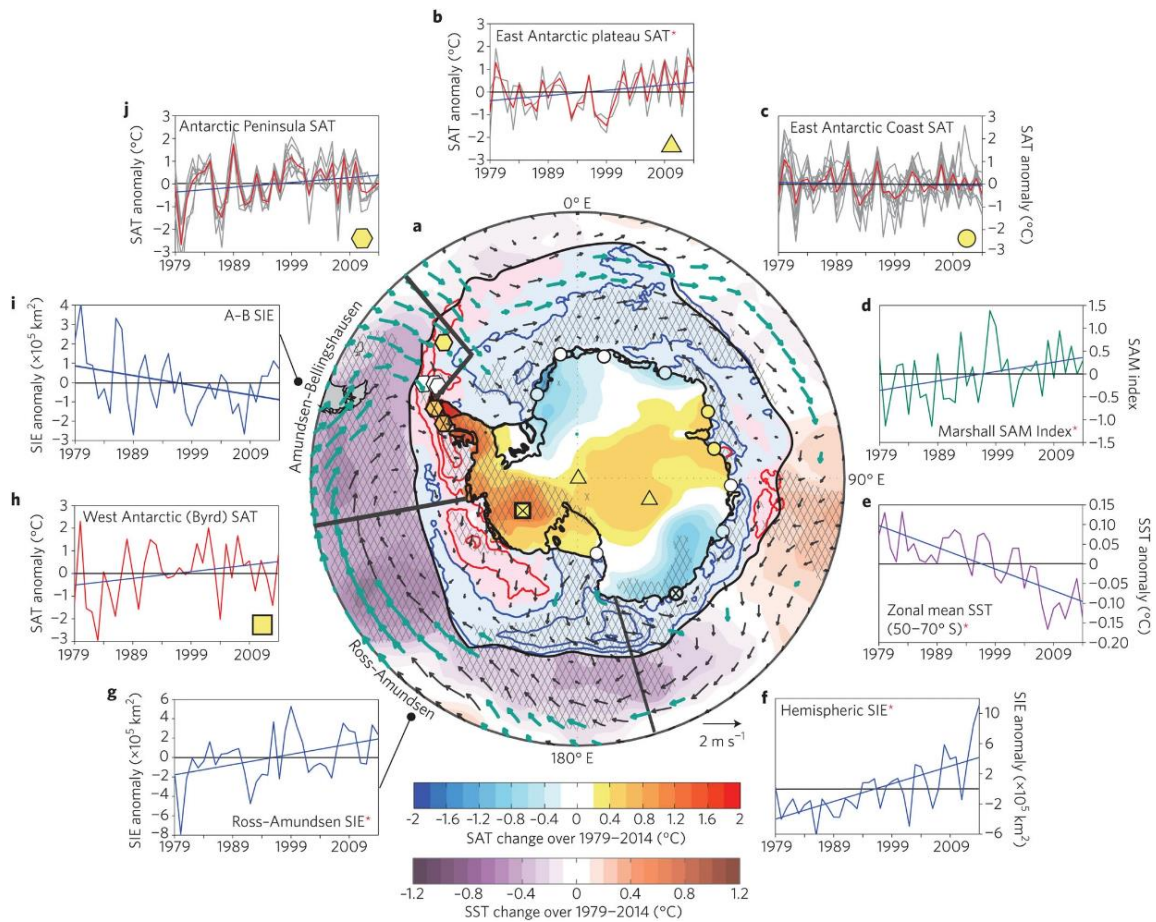 b
East Antarctic plateau SAT*
SAT anomaly (°C)
3
2
1
0
−1
−2
−3
1979 1989 1999 2009
j
Antarctic Peninsula SAT
SAT anomaly (°C)
3
2
1
0
−1
−2
−3
1979 1989 1999 2009
c
East Antarctic Coast SAT
SAT anomaly (°C)
3
2
1
0
−1
−2
−3
1979 1989 1999 2009
a
0° E
90° E
180° E
Amundsen–Bellingshausen
Ross–Amundsen
2 m s⁻¹
i
A–B SIE
SIE anomaly (×10⁵ km²)
4
3
2
1
0
−1
−2
−3
1979 1989 1999 2009
d
Marshall SAM Index*
SAM index
1.5
1.0
0.5
0
−0.5
−1.0
−1.5
1979 1989 1999 2009
h
West Antarctic (Byrd) SAT
SAT anomaly (°C)
3
2
1
0
−1
−2
−3
1979 1989 1999 2009
e
Zonal mean SST
(50–70° S)*
SST anomaly (°C)
0.15
0.10
0.05
0
−0.05
−0.10
−0.15
−0.20
1979 1989 1999 2009
g
Ross–Amundsen SIE*
SIE anomaly (×10⁵ km²)
6
4
2
0
−2
−4
−6
−8
1979 1989 1999 2009
f
Hemispheric SIE*
SIE anomaly (×10⁵ km²)
10
6
2
−2
−6
1979 1989 1999 2009
−2 −1.6 −1.2 −0.8 −0.4 0 0.4 0.8 1.2 1.6 2
SAT change over 1979–2014 (°C)
−1.2 −0.8 −0.4 0 0.4 0.8 1.2
SST change over 1979–2014 (°C)